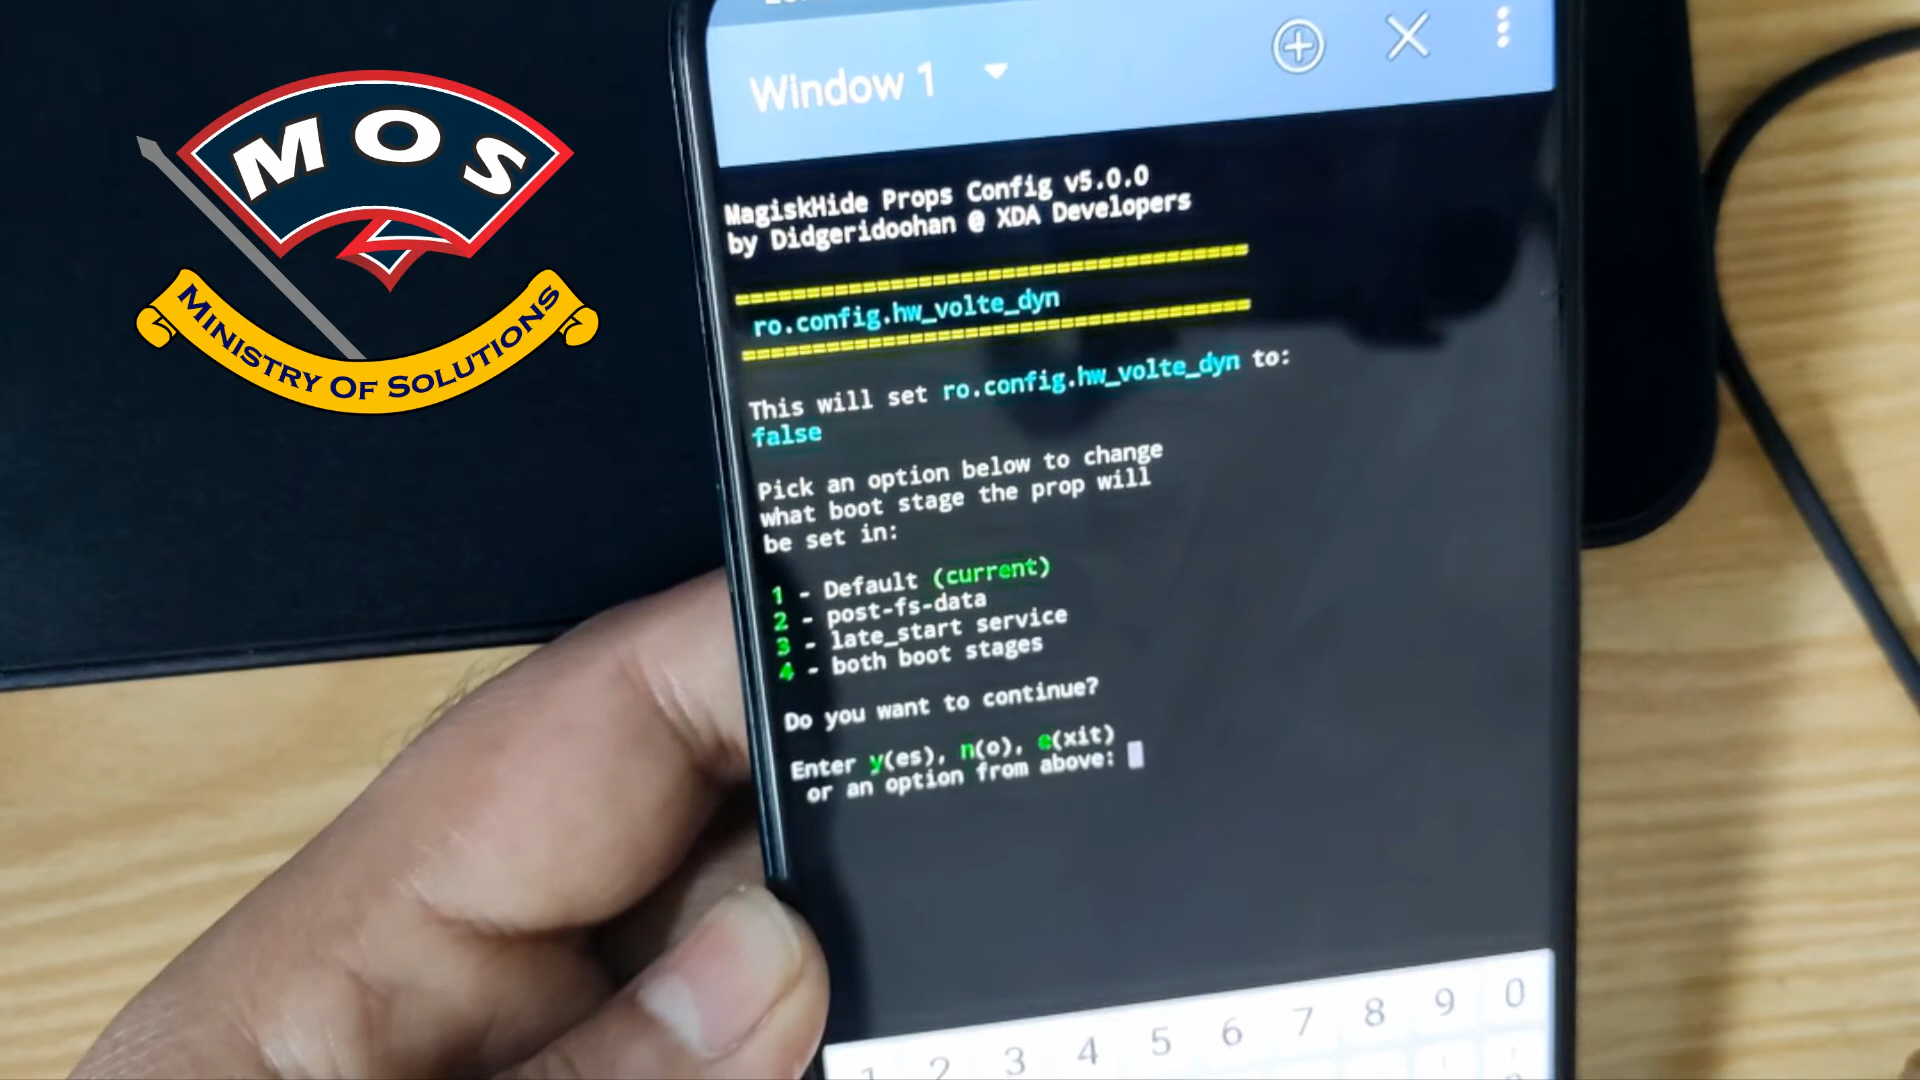 MOS
MINISTRY OF SOLUTIONS
Window 1
MagiskHide Props Config v5.0.0
by Didgeridoohan @ XDA Developers
=====================================
ro.config.hw_volte_dyn
=====================================
This will set ro.config.hw_volte_dyn to:
false
Pick an option below to change
what boot stage the prop will
be set in:
1 - Default (current)
2 - post-fs-data
3 - late_start service
4 - both boot stages
Do you want to continue?
Enter y(es), n(o), e(xit)
or an option from above:
1 2 3 4 5 6 7 8 9 0